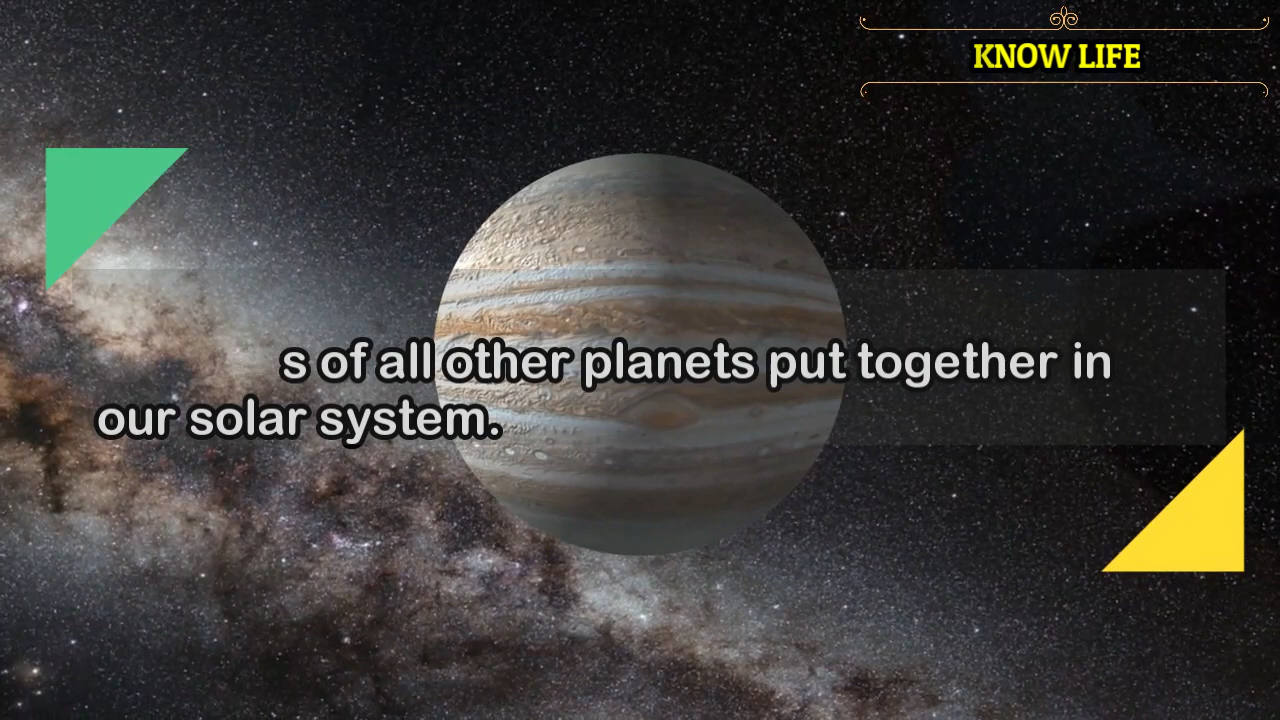 KNOW LIFE
s of all other planets put together in
our solar system.